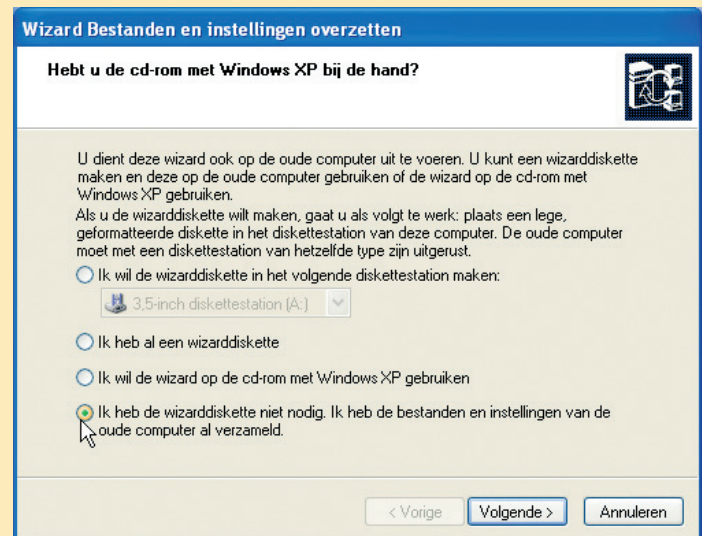 Wizard Bestanden en instellingen overzetten
Hebt u de cd-rom met Windows XP bij de hand?
U dient deze wizard ook op de oude computer uit te voeren. U kunt een wizarddiskette
maken en deze op de oude computer gebruiken of de wizard op de cd-rom met
Windows XP gebruiken.
Als u de wizarddiskette wilt maken, gaat u als volgt te werk: plaats een lege,
geformatteerde diskette in het diskettestation van deze computer. De oude computer
moet met een diskettestation van hetzelfde type zijn uitgerust.
Ik wil de wizarddiskette in het volgende diskettestation maken:
3,5-inch diskettestation (A:)
Ik heb al een wizarddiskette
Ik wil de wizard op de cd-rom met Windows XP gebruiken
Ik heb de wizarddiskette niet nodig. Ik heb de bestanden en instellingen van de
oude computer al verzameld.
< Vorige
Volgende >
Annuleren